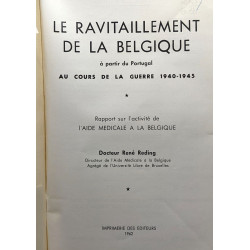 LE RAVITAILLEMENT
DE LA BELGIQUE
à partir du Portugal
AU COURS DE LA GUERRE 1940-1945
★
Rapport sur l'activité de
l'AIDE MEDICALE A LA BELGIQUE
Docteur René Reding
Directeur de l'Aide Médicale à la Belgique
Agrégé de l'Université Libre de Bruxelles
★
IMPRIMERIE DES EDITEURS